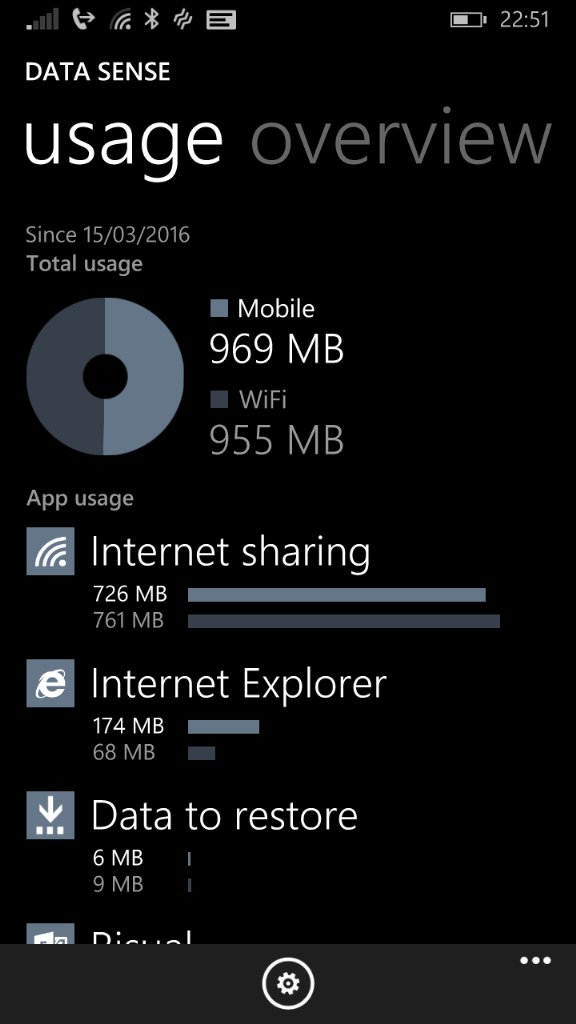 22:51
DATA SENSE
usage overview
Since 15/03/2016
Total usage
Mobile
969 MB
WiFi
955 MB
App usage
Internet sharing
726 MB
761 MB
Internet Explorer
174 MB
68 MB
Data to restore
6 MB
9 MB